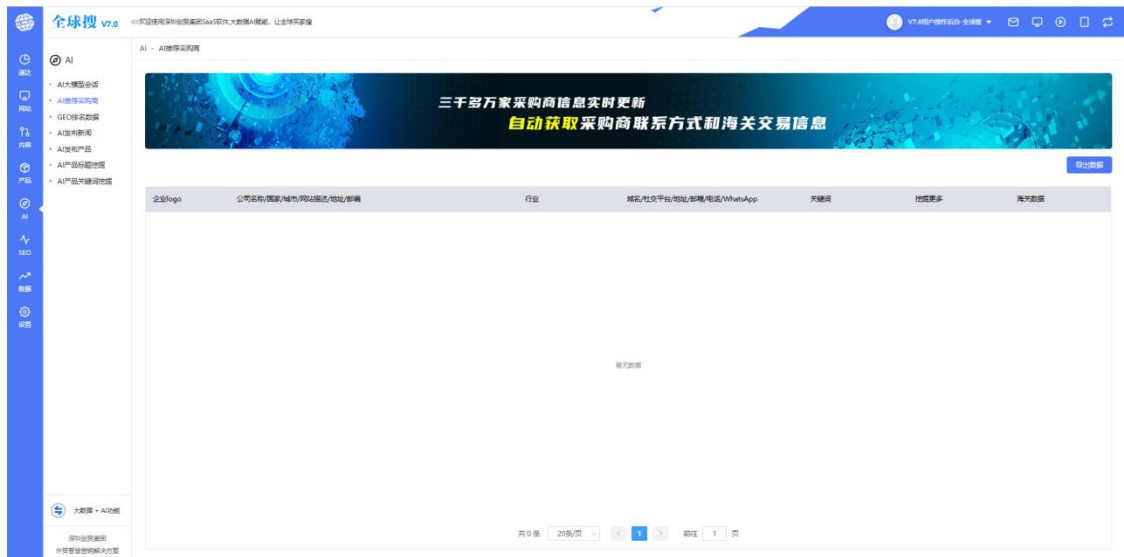 全球搜 V7.0
欢迎使用深圳创贸集团SaaS软件,大数据AI赋能、让全球买家撞
V7.0用户操作后台-全球搜
AI - AI推荐采购商
速达
网站
内容
产品
AI
SEO
数据
设置
AI
AI大模型会话
AI推荐采购商
GEO排名数据
AI发布新闻
AI发布产品
AI产品标题挖掘
AI产品关键词挖掘
三千多万家采购商信息实时更新
自动获取采购商联系方式和海关交易信息
导出数据
企业logo 公司名称/国家/城市/网站描述/地址/邮编 行业 域名/社交平台/地址/邮箱/电话/WhatsApp 关键词 挖掘更多 海关数据
暂无数据
共 0 条 20条/页 1 前往 1 页
大数据 + AI功能
深圳创贸集团
外贸智慧营销解决方案